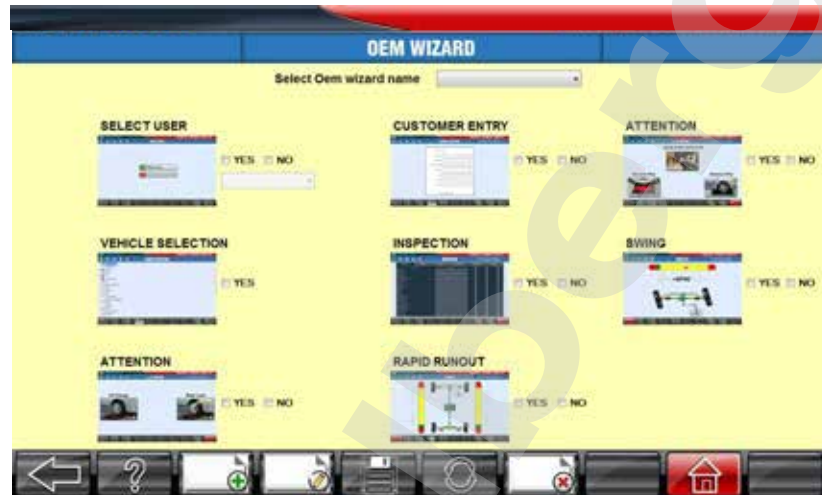 OEM WIZARD
Select Oem wizard name
SELECT USER
YES NO
CUSTOMER ENTRY
YES NO
ATTENTION
YES NO
VEHICLE SELECTION
YES
INSPECTION
YES NO
SWING
YES NO
ATTENTION
YES NO
RAPID RUNOUT
YES NO
?